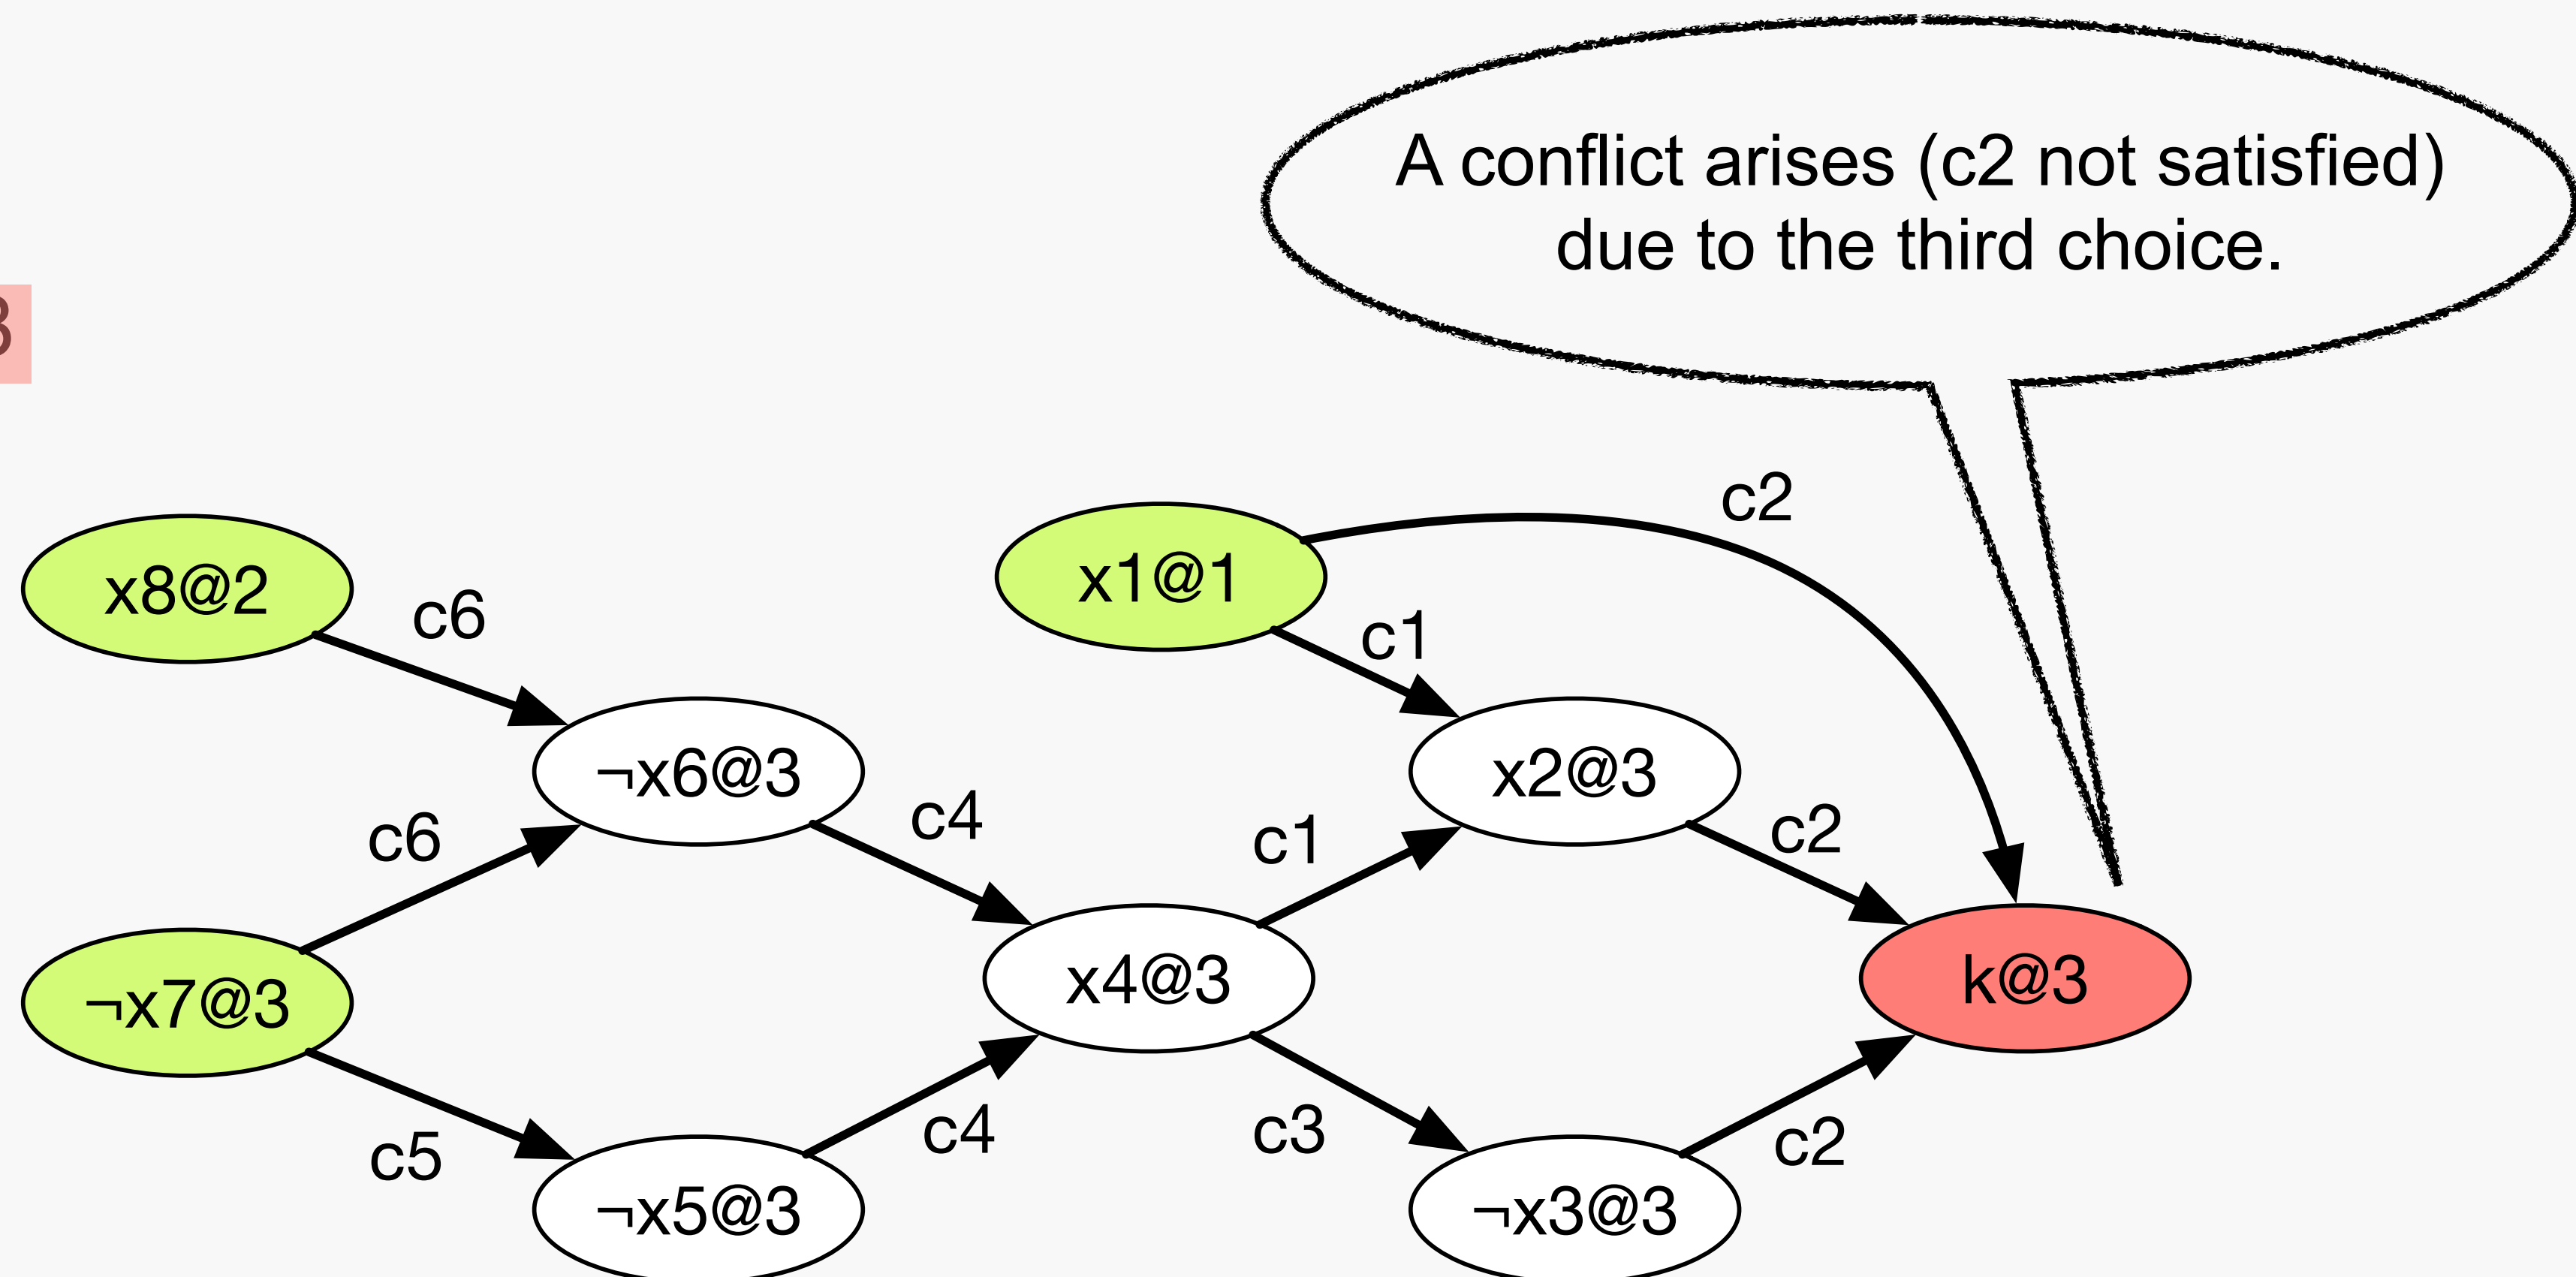 A conflict arises (c2 not satisfied)
due to the third choice.
3
c2
x8@2
x1@1
c6
c1
¬x6@3
x2@3
c6
c4
c1
c2
¬x7@3
x4@3
k@3
c5
c4
c3
c2
¬x5@3
¬x3@3